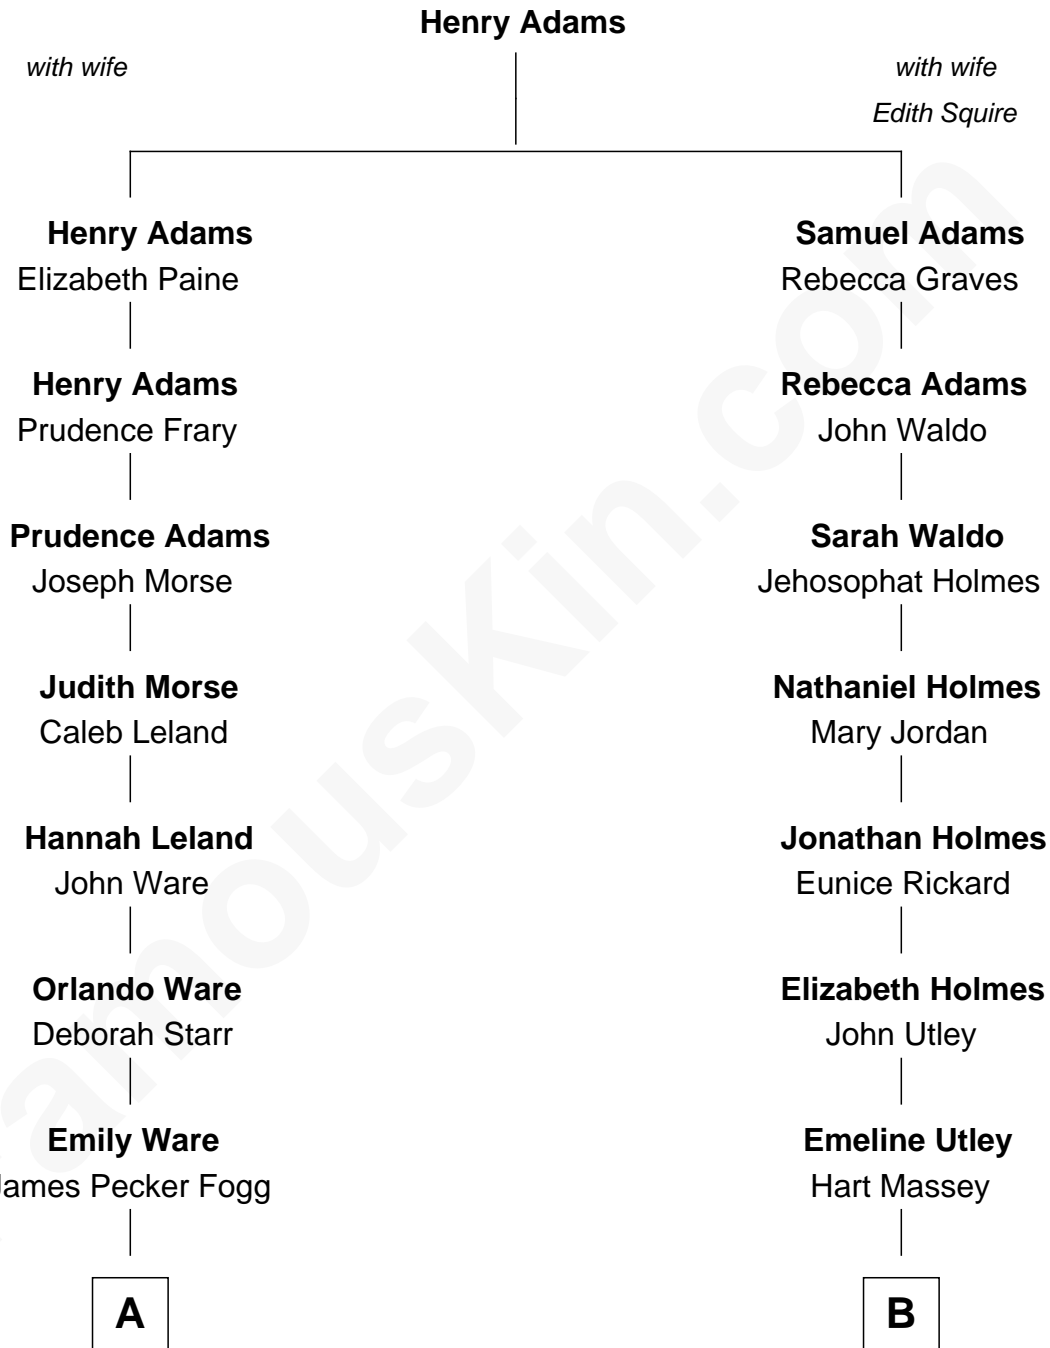 Henry Adams
with wife
with wife
Edith Squire
Henry Adams
Elizabeth Paine
Samuel Adams
Rebecca Graves
Henry Adams
Prudence Frary
Rebecca Adams
John Waldo
Prudence Adams
Joseph Morse
Sarah Waldo
Jehosophat Holmes
Judith Morse
Caleb Leland
Nathaniel Holmes
Mary Jordan
Hannah Leland
John Ware
Jonathan Holmes
Eunice Rickard
Orlando Ware
Deborah Starr
Elizabeth Holmes
John Utley
Emily Ware
James Pecker Fogg
Emeline Utley
Hart Massey
A
B
amousKin.com